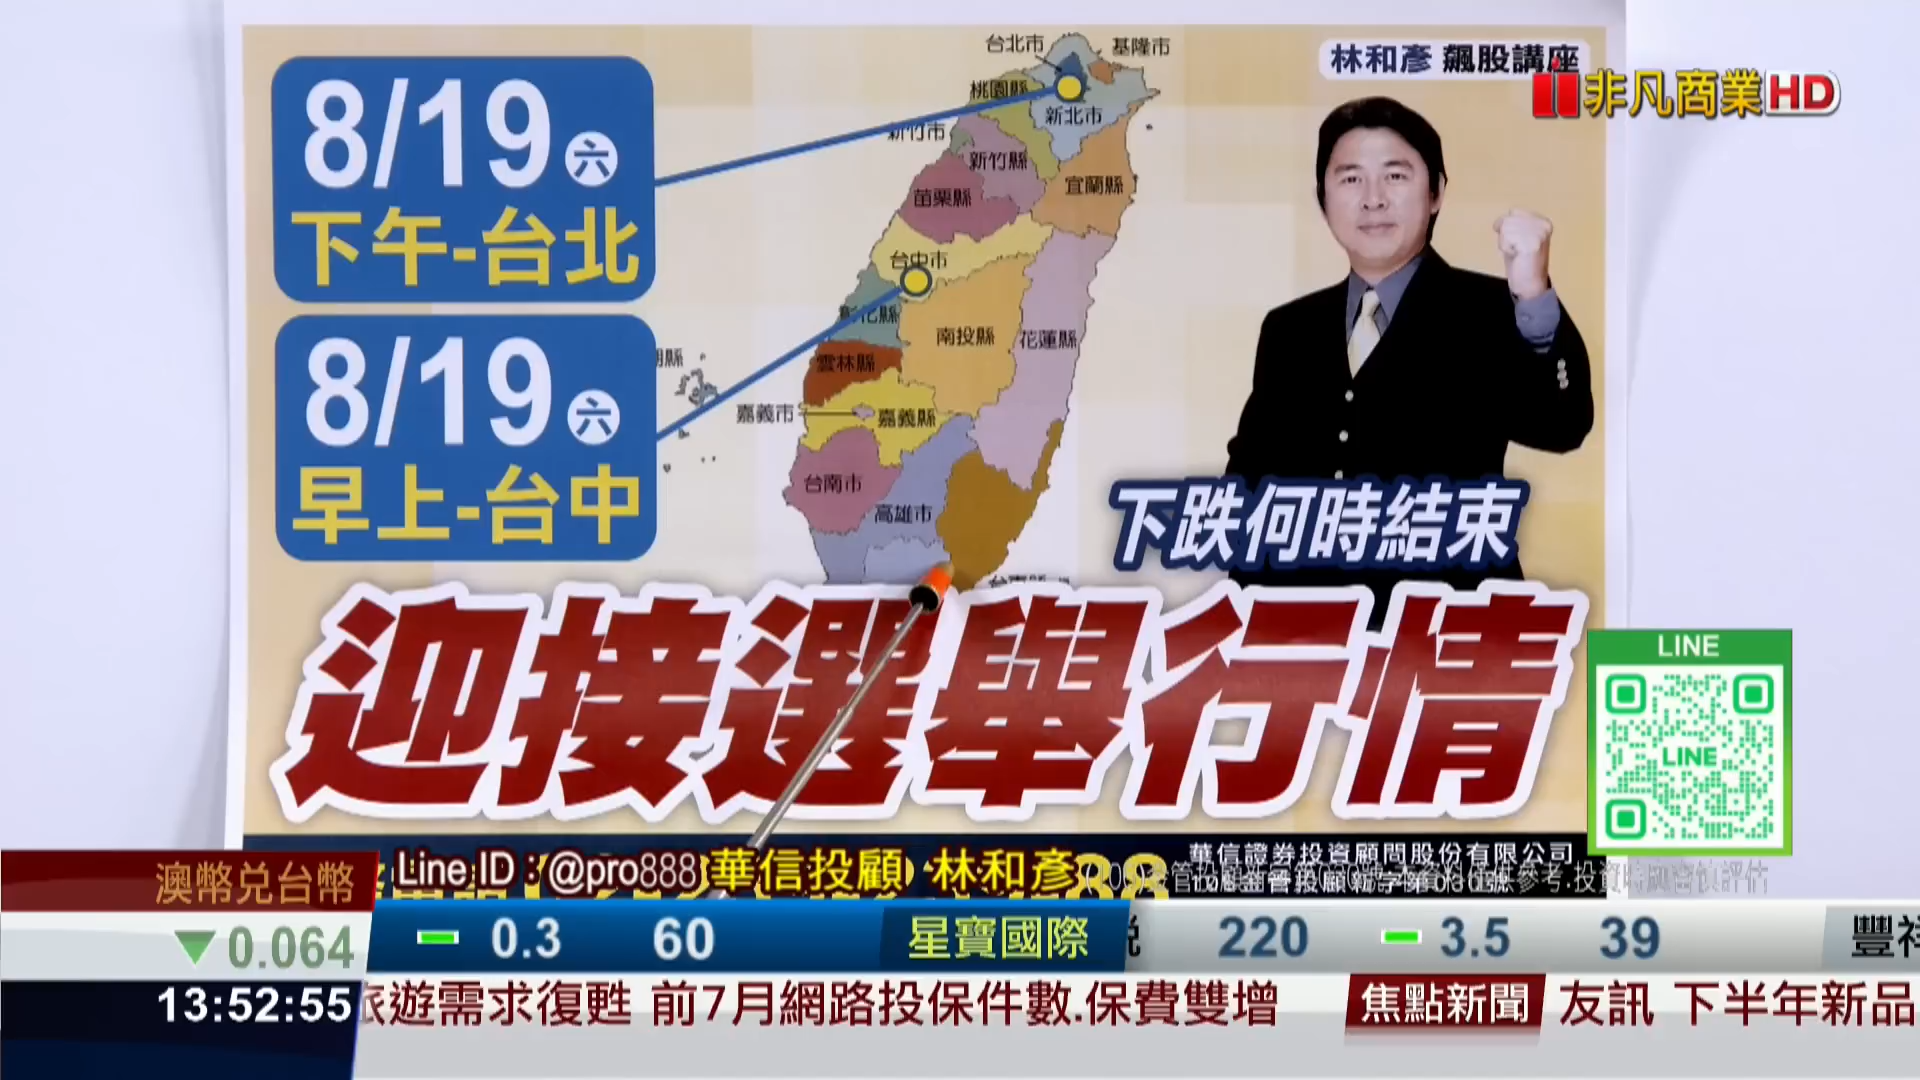 林和彥 飆股講座
非凡商業HD
8/19 六
下午-台北
8/19 六
早上-台中
台北市
基隆市
桃園縣
新北市
新竹市
新竹縣
宜蘭縣
苗栗縣
台中市
彰化縣
南投縣
花蓮縣
雲林縣
嘉義市
嘉義縣
台南市
高雄市
下跌何時結束
迎接選舉行情
LINE
LINE
華信證券投資顧問股份有限公司
Line ID：@pro888 華信投顧 林和彥
澳幣兌台幣
▼0.064
0.3 60 星寶國際 220 3.5 39
13:52:55
旅遊需求復甦 前7月網路投保件數.保費雙增 焦點新聞 友訊 下半年新品